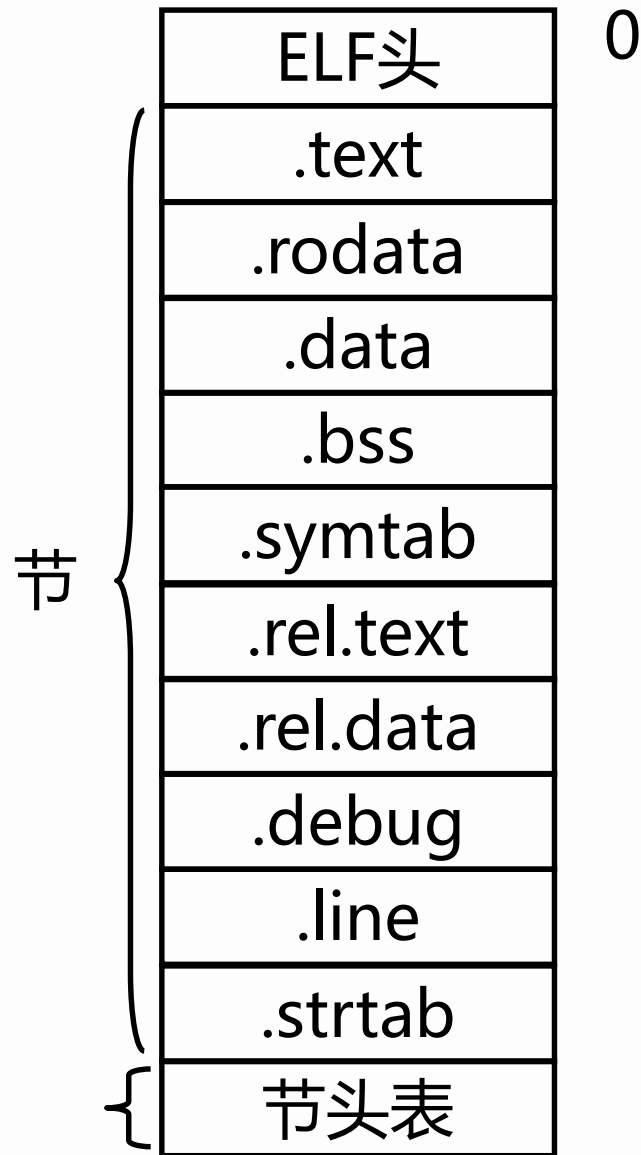 ELF头
0
.text
.rodata
.data
.bss
.symtab
节
.rel.text
.rel.data
.debug
.line
.strtab
节头表